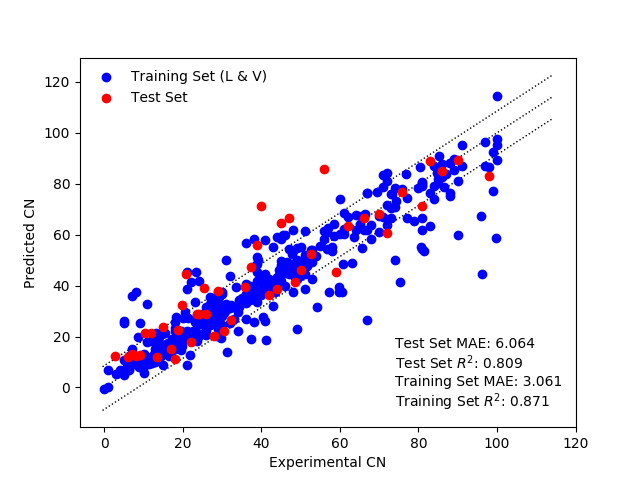 Training Set (L & V)
Test Set
120
100
80
60
40
20
0
Predicted CN
Test Set MAE: 6.064
Test Set R²: 0.809
Training Set MAE: 3.061
Training Set R²: 0.871
0 20 40 60 80 100 120
Experimental CN